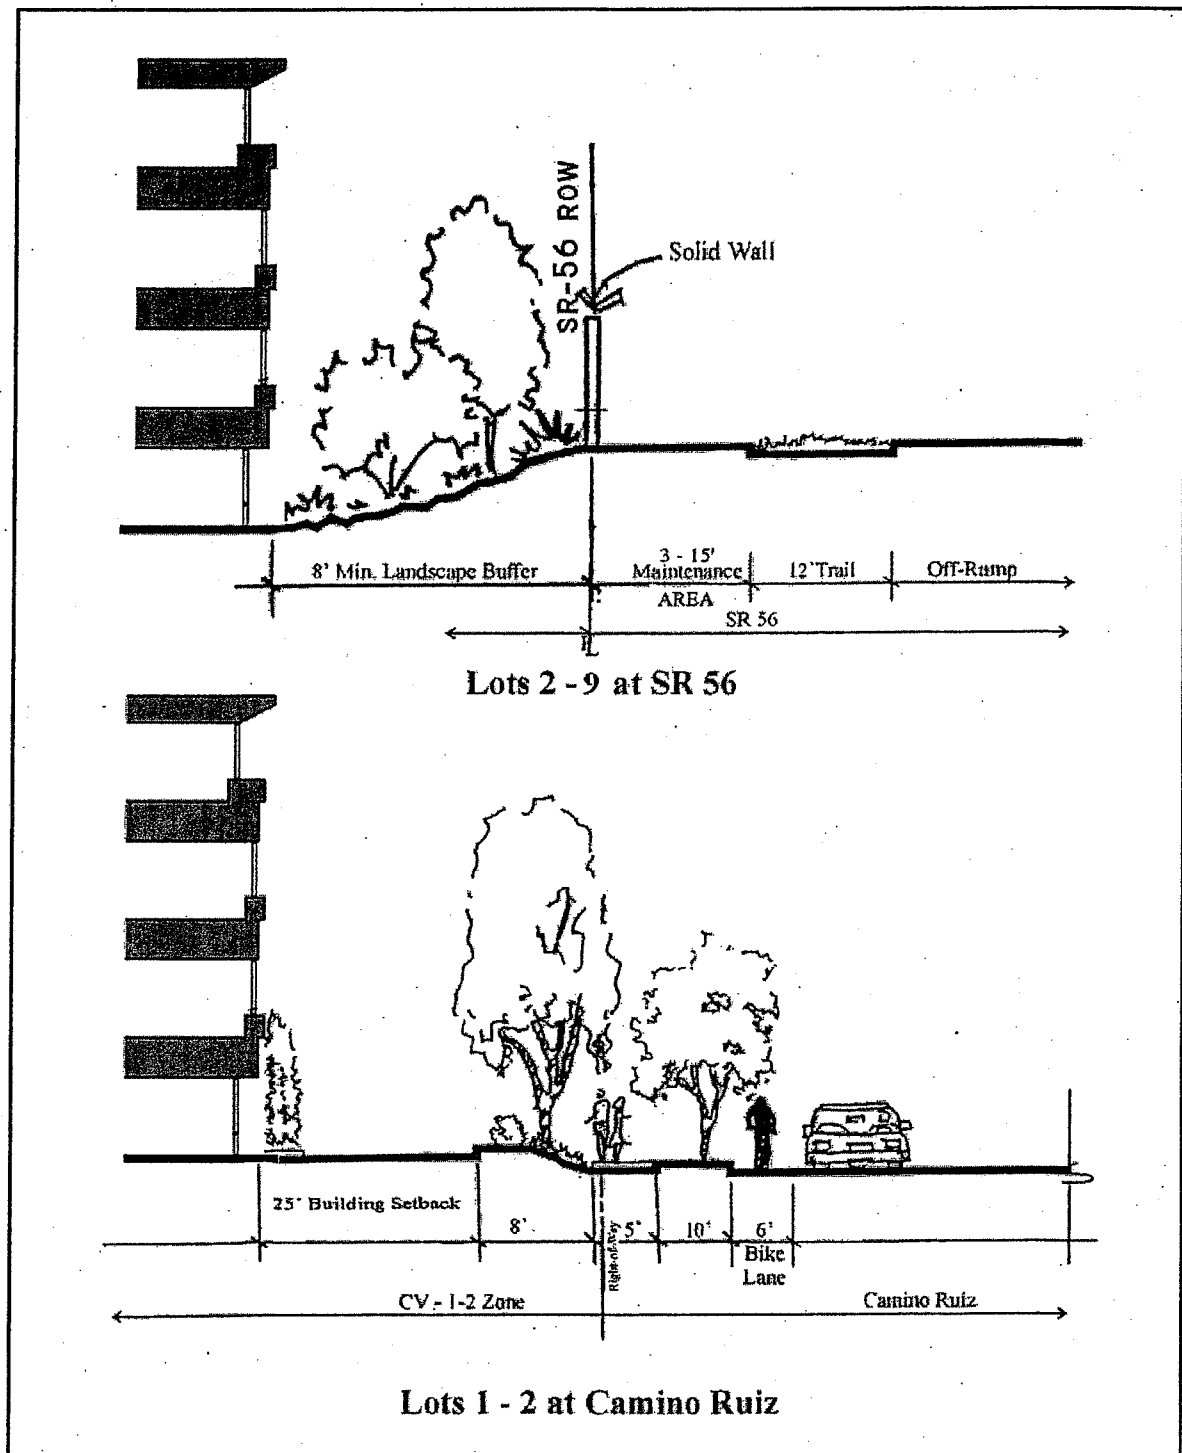 SR-56 ROW
Solid Wall
8' Min. Landscape Buffer
3 - 15'
Maintenance
AREA
12' Trail
Off-Ramp
SR 56
PL
Lots 2 - 9 at SR 56
25' Building Setback
8'
Right-of-Way
5'
10'
6'
Bike
Lane
CV - 1-2 Zone
Camino Ruiz
Lots 1 - 2 at Camino Ruiz